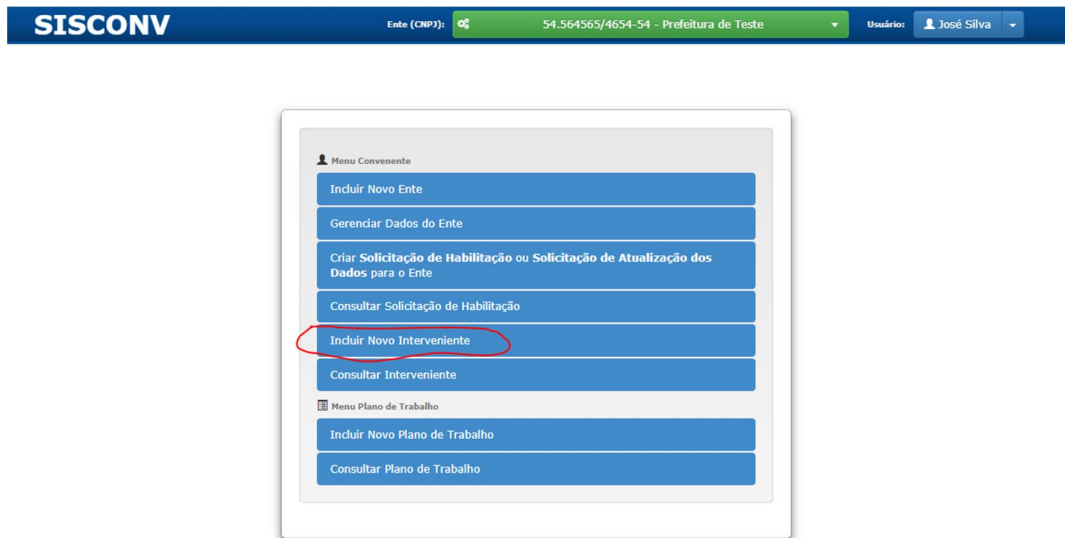 SISCONV
Ente (CNPJ): 54.564565/4654-54 - Prefeitura de Teste Usuário: José Silva
Menu Convenente
Incluir Novo Ente
Gerenciar Dados do Ente
Criar Solicitação de Habilitação ou Solicitação de Atualização dos
Dados para o Ente
Consultar Solicitação de Habilitação
Incluir Novo Interveniente
Consultar Interveniente
Menu Plano de Trabalho
Incluir Novo Plano de Trabalho
Consultar Plano de Trabalho